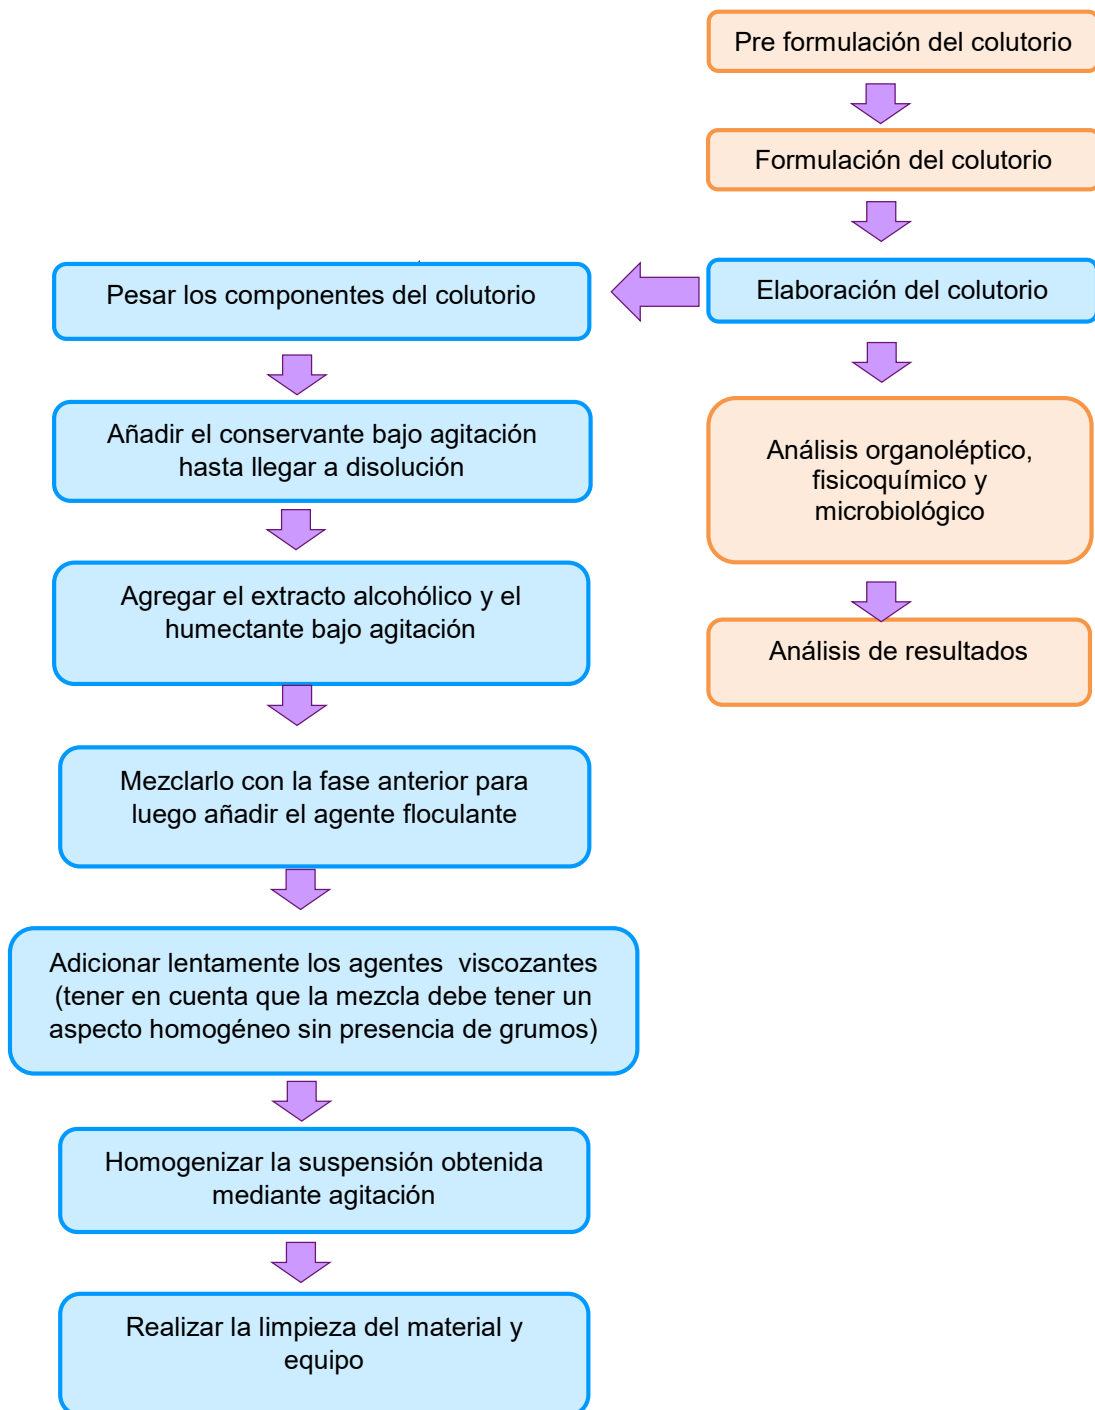 Pre formulación del colutorio
Formulación del colutorio
Elaboración del colutorio
Análisis organoléptico,
fisicoquímico y
microbiológico
Análisis de resultados
Pesar los componentes del colutorio
Añadir el conservante bajo agitación
hasta llegar a disolución
Agregar el extracto alcohólico y el
humectante bajo agitación
Mezclarlo con la fase anterior para
luego añadir el agente floculante
Adicionar lentamente los agentes viscozantes
(tener en cuenta que la mezcla debe tener un
aspecto homogéneo sin presencia de grumos)
Homogenizar la suspensión obtenida
mediante agitación
Realizar la limpieza del material y
equipo